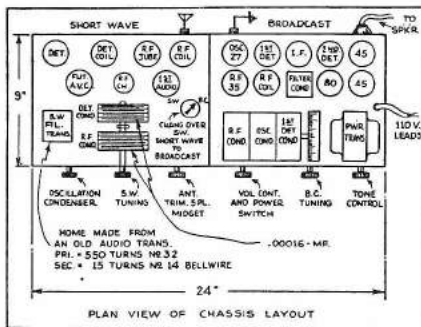 SHORT WAVE
BROADCAST
TO SPKR.
DET.
DET. COIL
R.F TUBE
R.F COIL
OSC 27
1ST DET
I.F.
2ND DET.
45
FUT. A.V.C.
R.F CH
1ST AUDIO
R.F 35
R.F COIL
FILTER COND
80
45
9"
S.W FIL. TRANS.
DET. COND
R.F COND
S.W
B.C.
CHANG OVER
S.W.
SHORT WAVE
TO
BROADCAST
R.F COND
OSC COND
1ST DET COND
PWR. TRANS
110 V. LEADS
OSCILLATION CONDENSER
S.W. TUNING
ANT. TRIM. SPL. MIDGET
VOL. CONT. AND POWER SWITCH
B.C. TUNING
TONE CONTROL
HOME MADE FROM
AN OLD AUDIO TRANS.
PRI. = 550 TURNS Nº 32
SEC = 15 TURNS Nº 14 BELLWIRE
.00016 - MF.
24"
PLAN VIEW OF CHASSIS LAYOUT